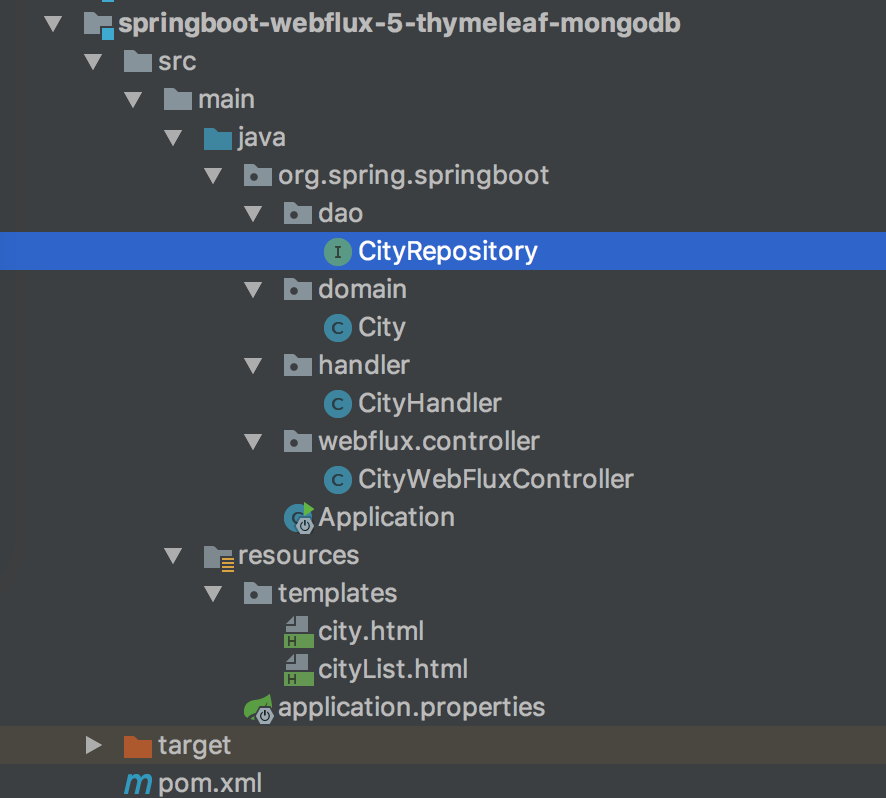 springboot-webflux-5-thymeleaf-mongodb
src
main
java
org.spring.springboot
dao
I CityRepository
domain
C City
handler
C CityHandler
webflux.controller
C CityWebFluxController
C Application
resources
templates
H city.html
H cityList.html
application.properties
target
m pom.xml